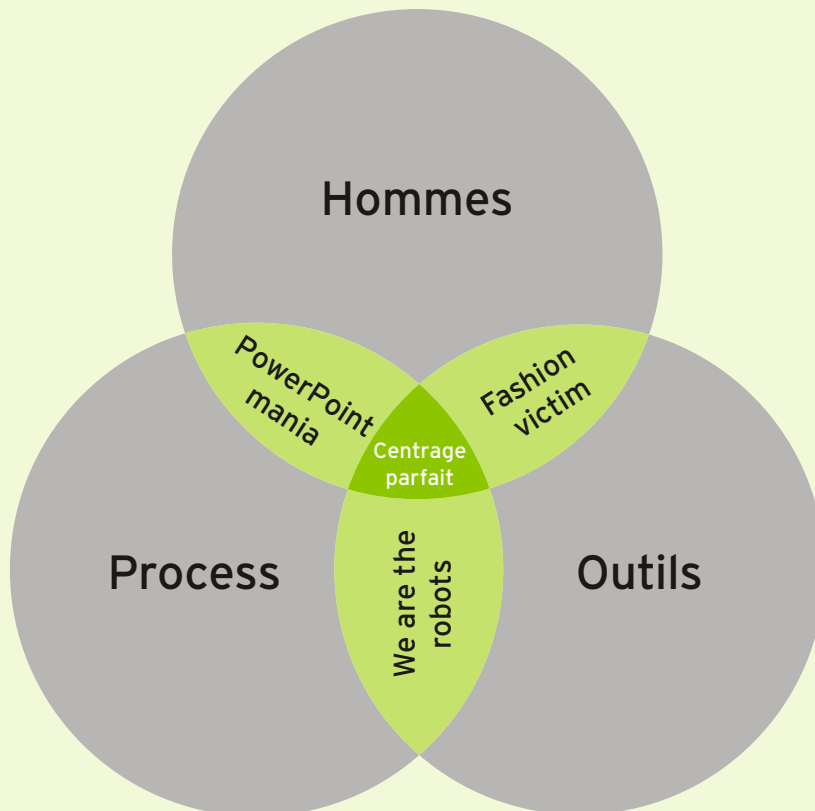 Hommes
PowerPoint
mania
Fashion
victim
Centrage
parfait
Process
We are the
robots
Outils